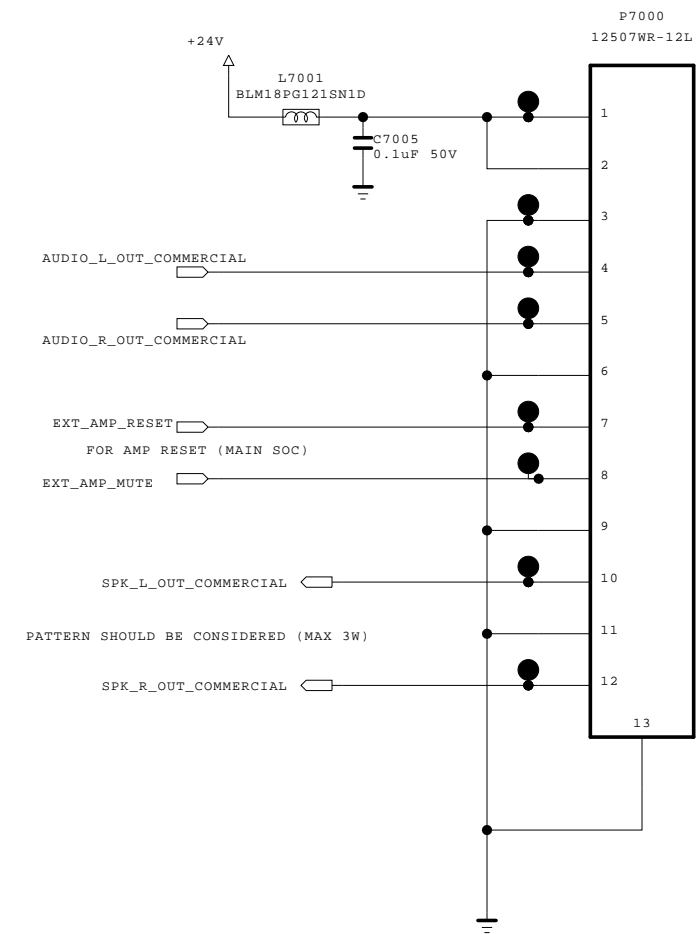 P7000
12507WR-12L
+24V
L7001
BLM18PG121SN1D
1
C7005
0.1uF 50V
2
3
AUDIO_L_OUT_COMMERCIAL
4
5
AUDIO_R_OUT_COMMERCIAL
6
EXT_AMP_RESET
7
FOR AMP RESET (MAIN SOC)
8
EXT_AMP_MUTE
9
SPK_L_OUT_COMMERCIAL
10
PATTERN SHOULD BE CONSIDERED (MAX 3W)
11
SPK_R_OUT_COMMERCIAL
12
13